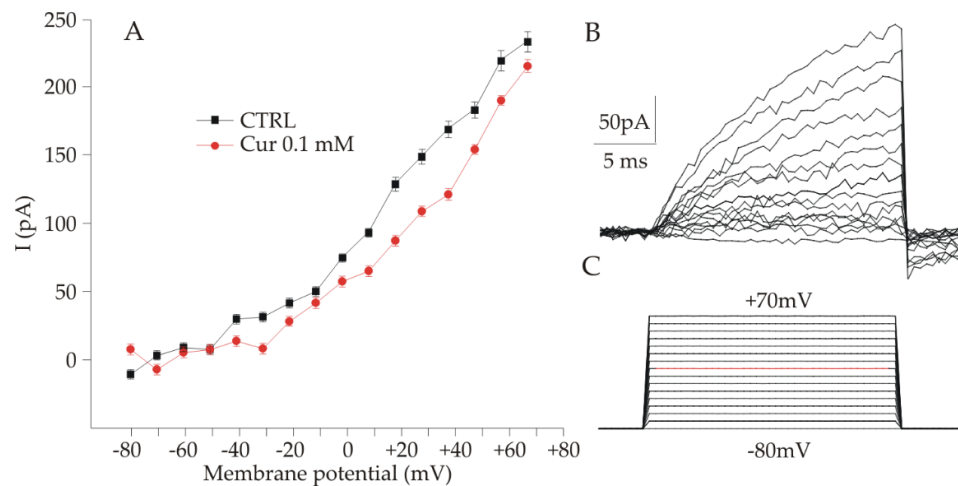 A
250
200
150
100
50
0
I (pA)
CTRL
Cur 0.1 mM
-80 -60 -40 -20 0 +20 +40 +60 +80
Membrane potential (mV)
B
50pA
5 ms
C
+70mV
-80mV